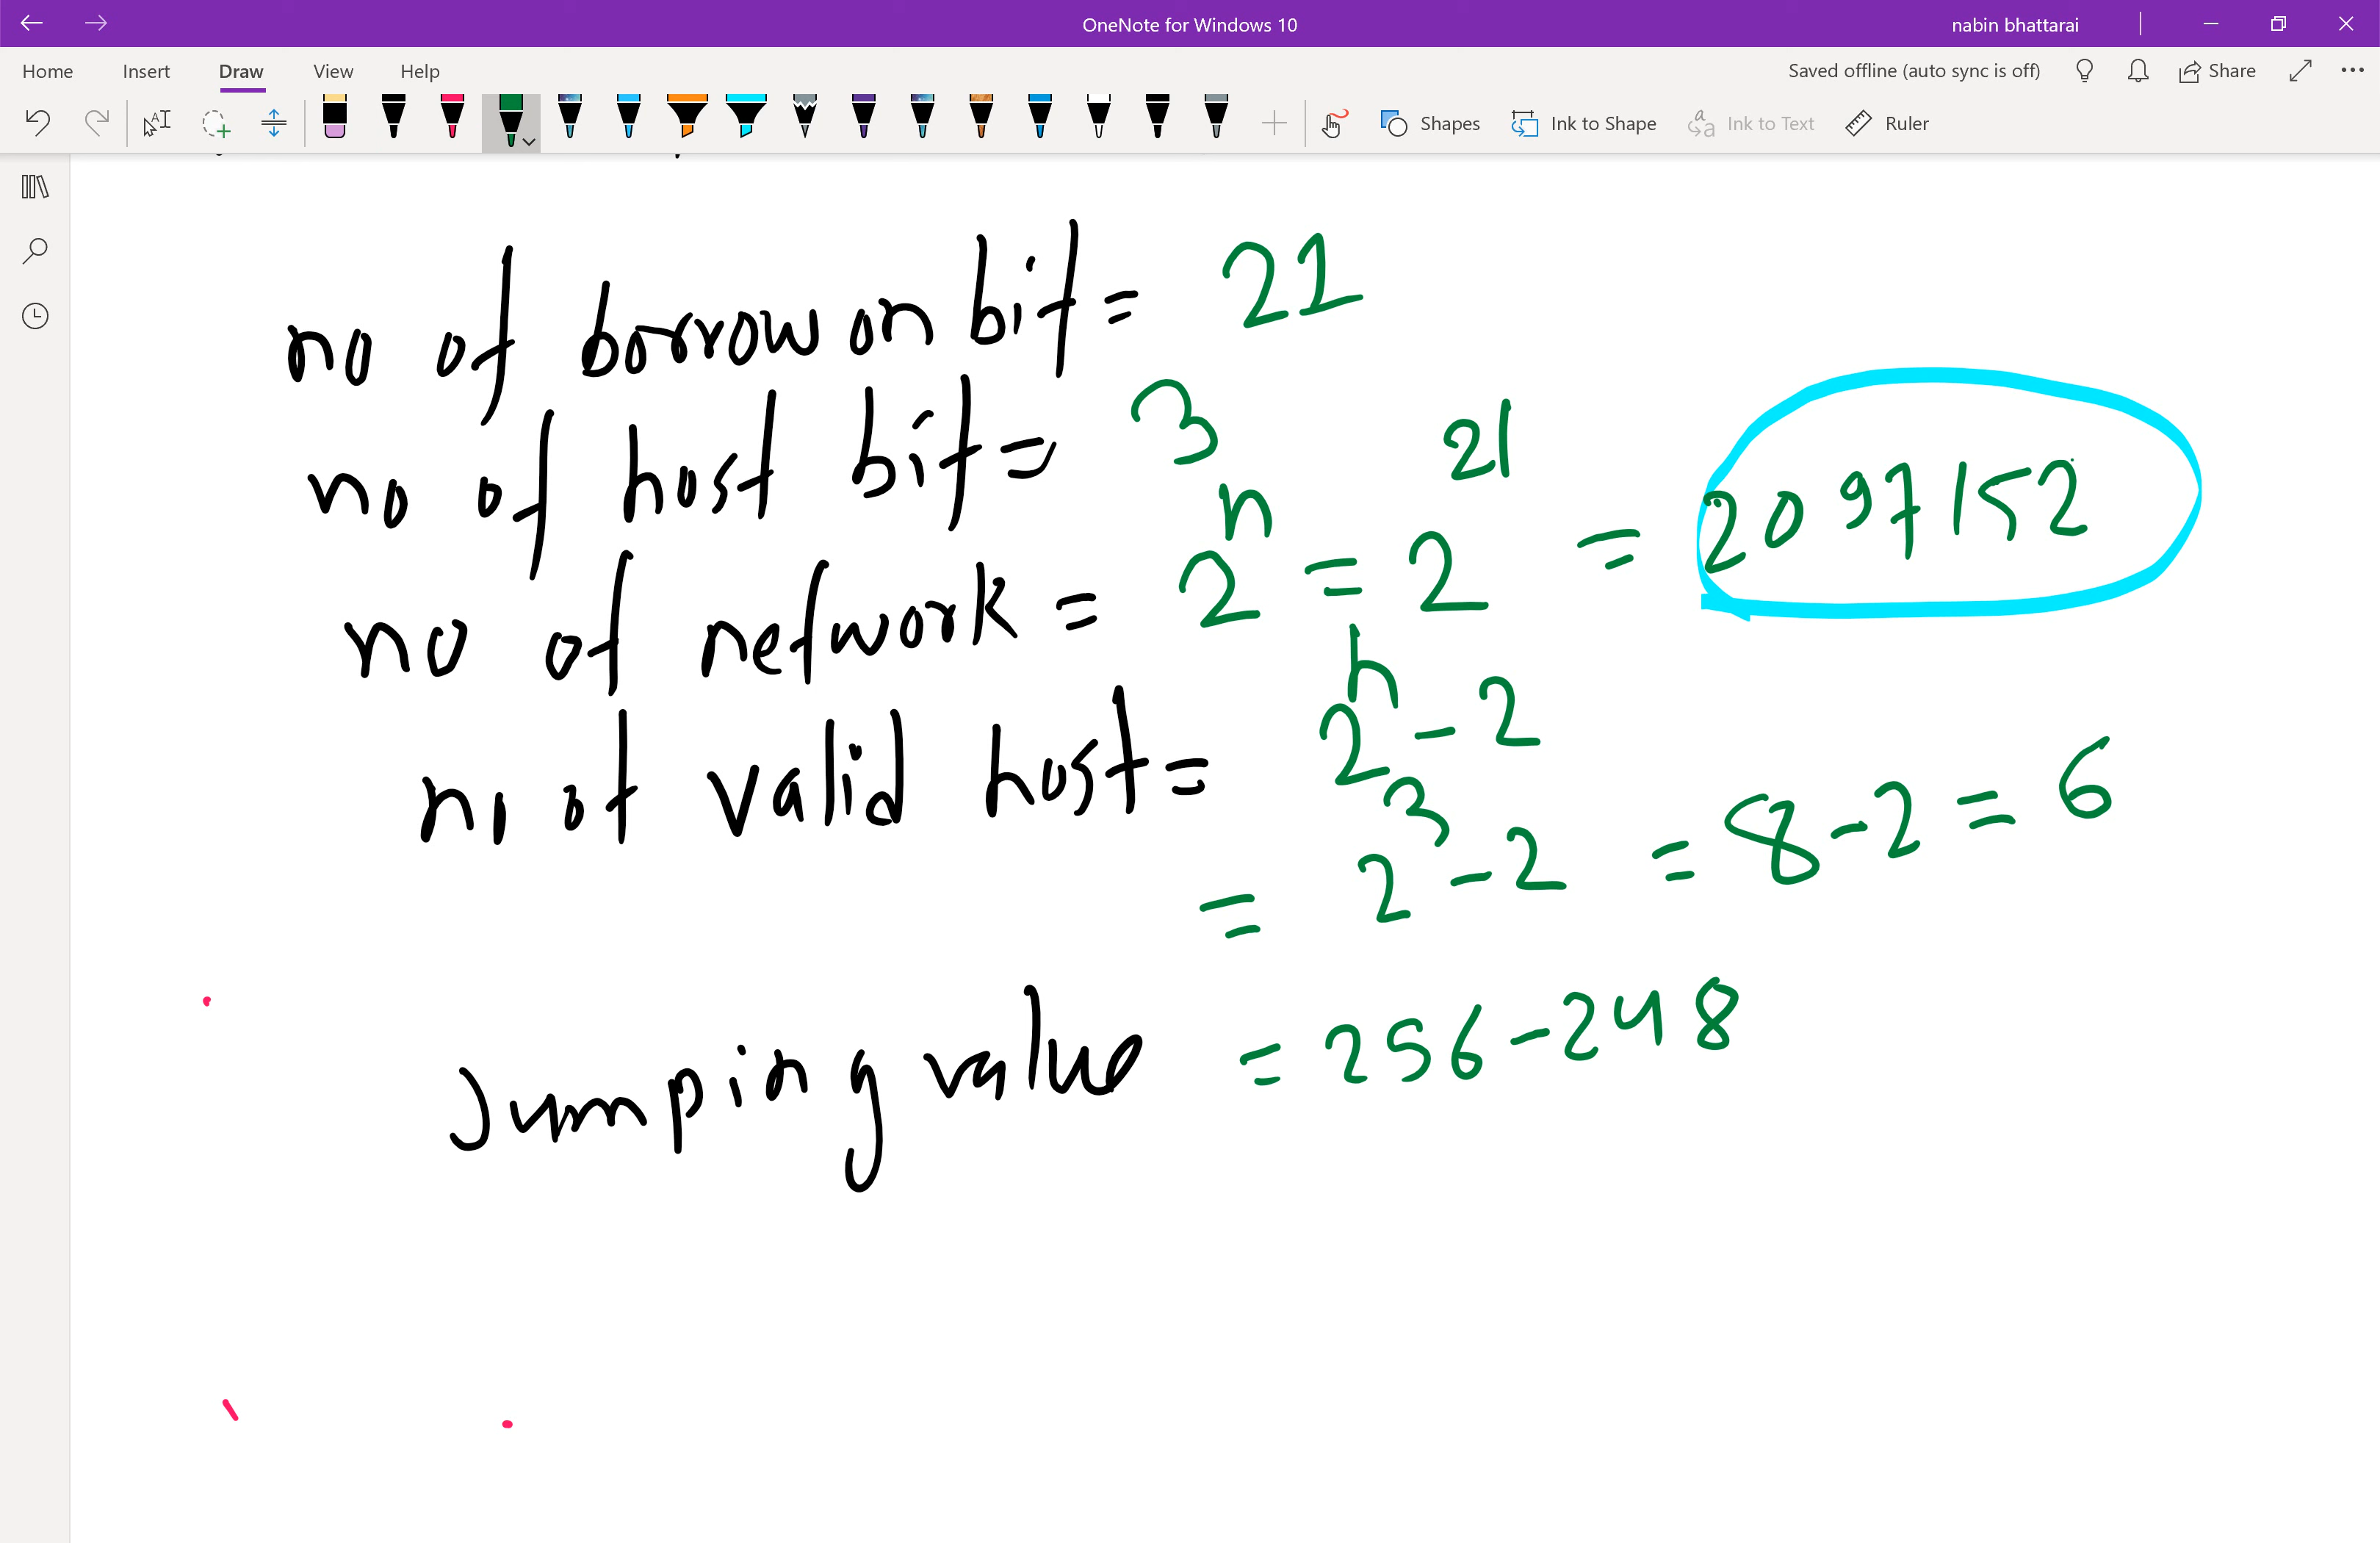 OneNote for Windows 10
nabin bhattarai
Home Insert Draw View Help
Saved offline (auto sync is off) Share
Shapes Ink to Shape Ink to Text Ruler
no of borrow on bit = 21
no of host bit = 3
no of network = 2^n = 2^21 = 2097152
no of valid host = 2^h - 2
= 2^3 - 2 = 8 - 2 = 6
Jumping value = 256 - 248